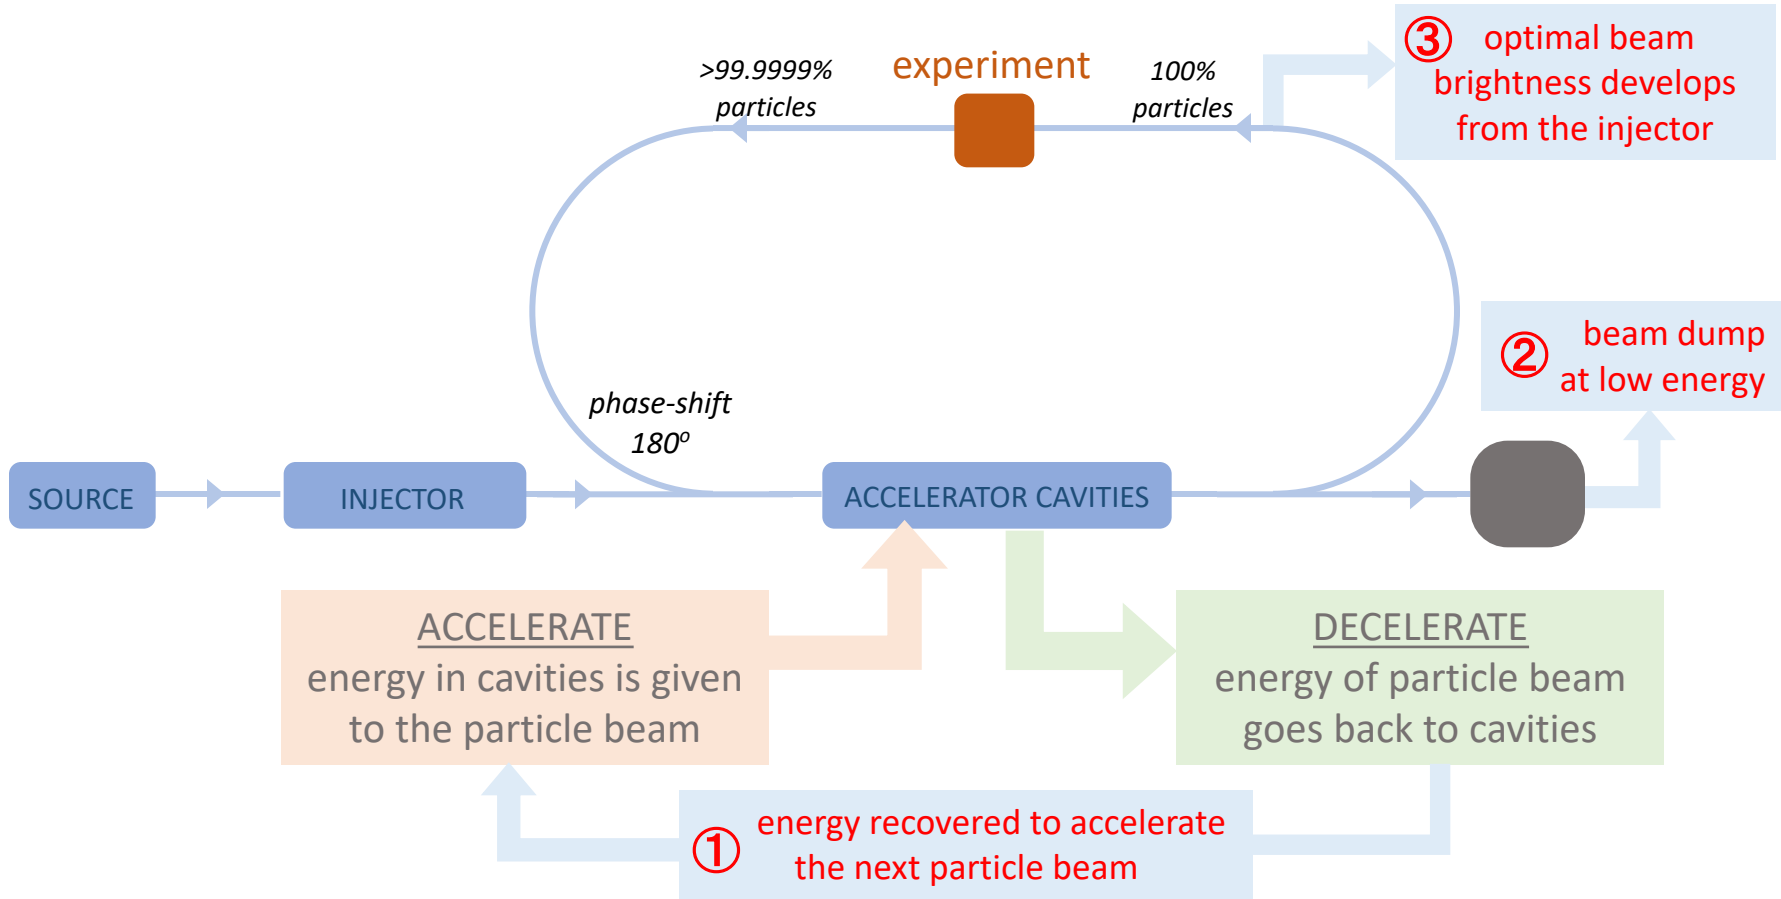 >99.9999%
particles
experiment
100%
particles
③ optimal beam
brightness develops
from the injector
② beam dump
at low energy
phase-shift
180º
SOURCE
INJECTOR
ACCELERATOR CAVITIES
ACCELERATE
energy in cavities is given
to the particle beam
DECELERATE
energy of particle beam
goes back to cavities
① energy recovered to accelerate
the next particle beam